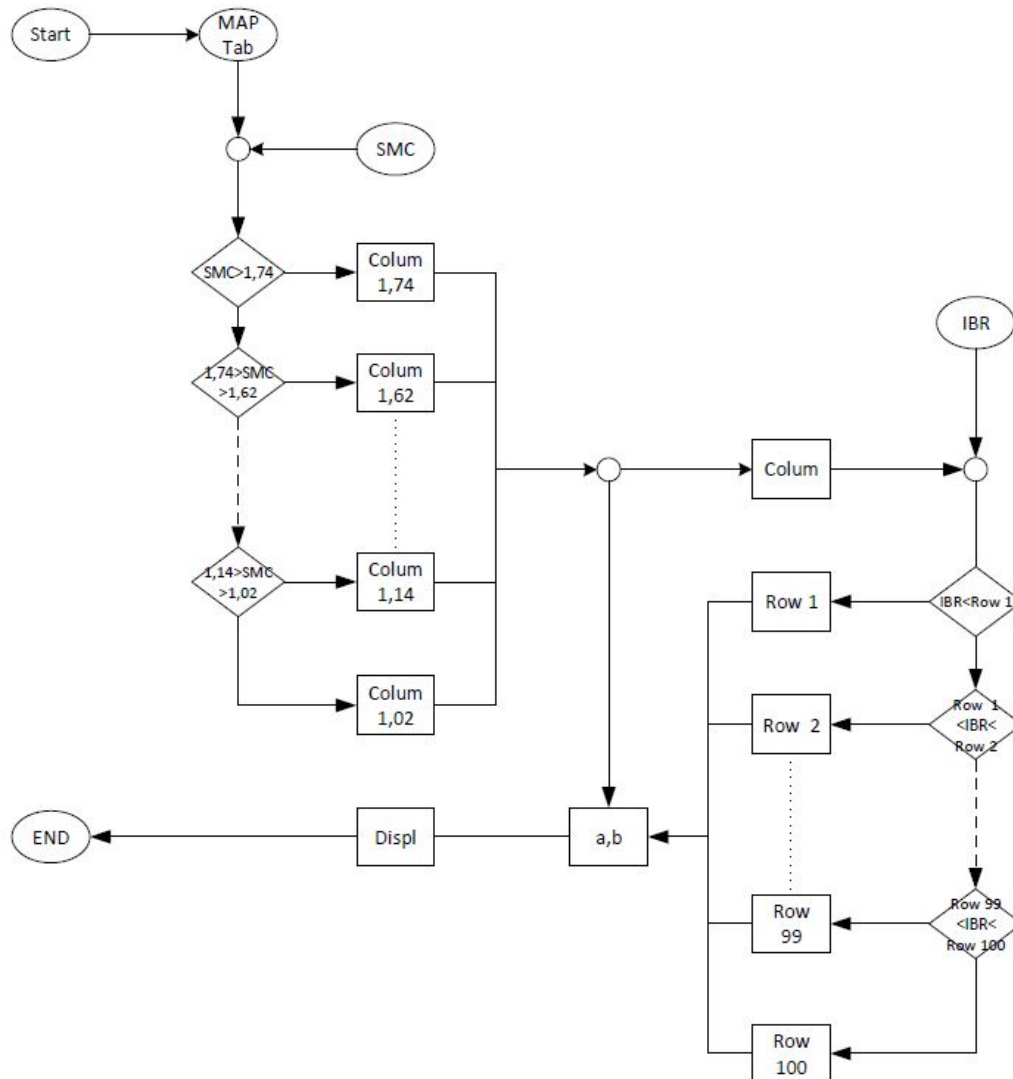 Start
MAP
Tab
SMC
SMC>1,74
Colum
1,74
IBR
1,74>SMC
>1,62
Colum
1,62
Colum
1,14>SMC
>1,02
Colum
1,14
IBR<Row 1
Row 1
Colum
1,02
Row 1
<IBR<
Row 2
Row 2
END
Displ
a,b
Row 99
<IBR<
Row 100
Row
99
Row
100